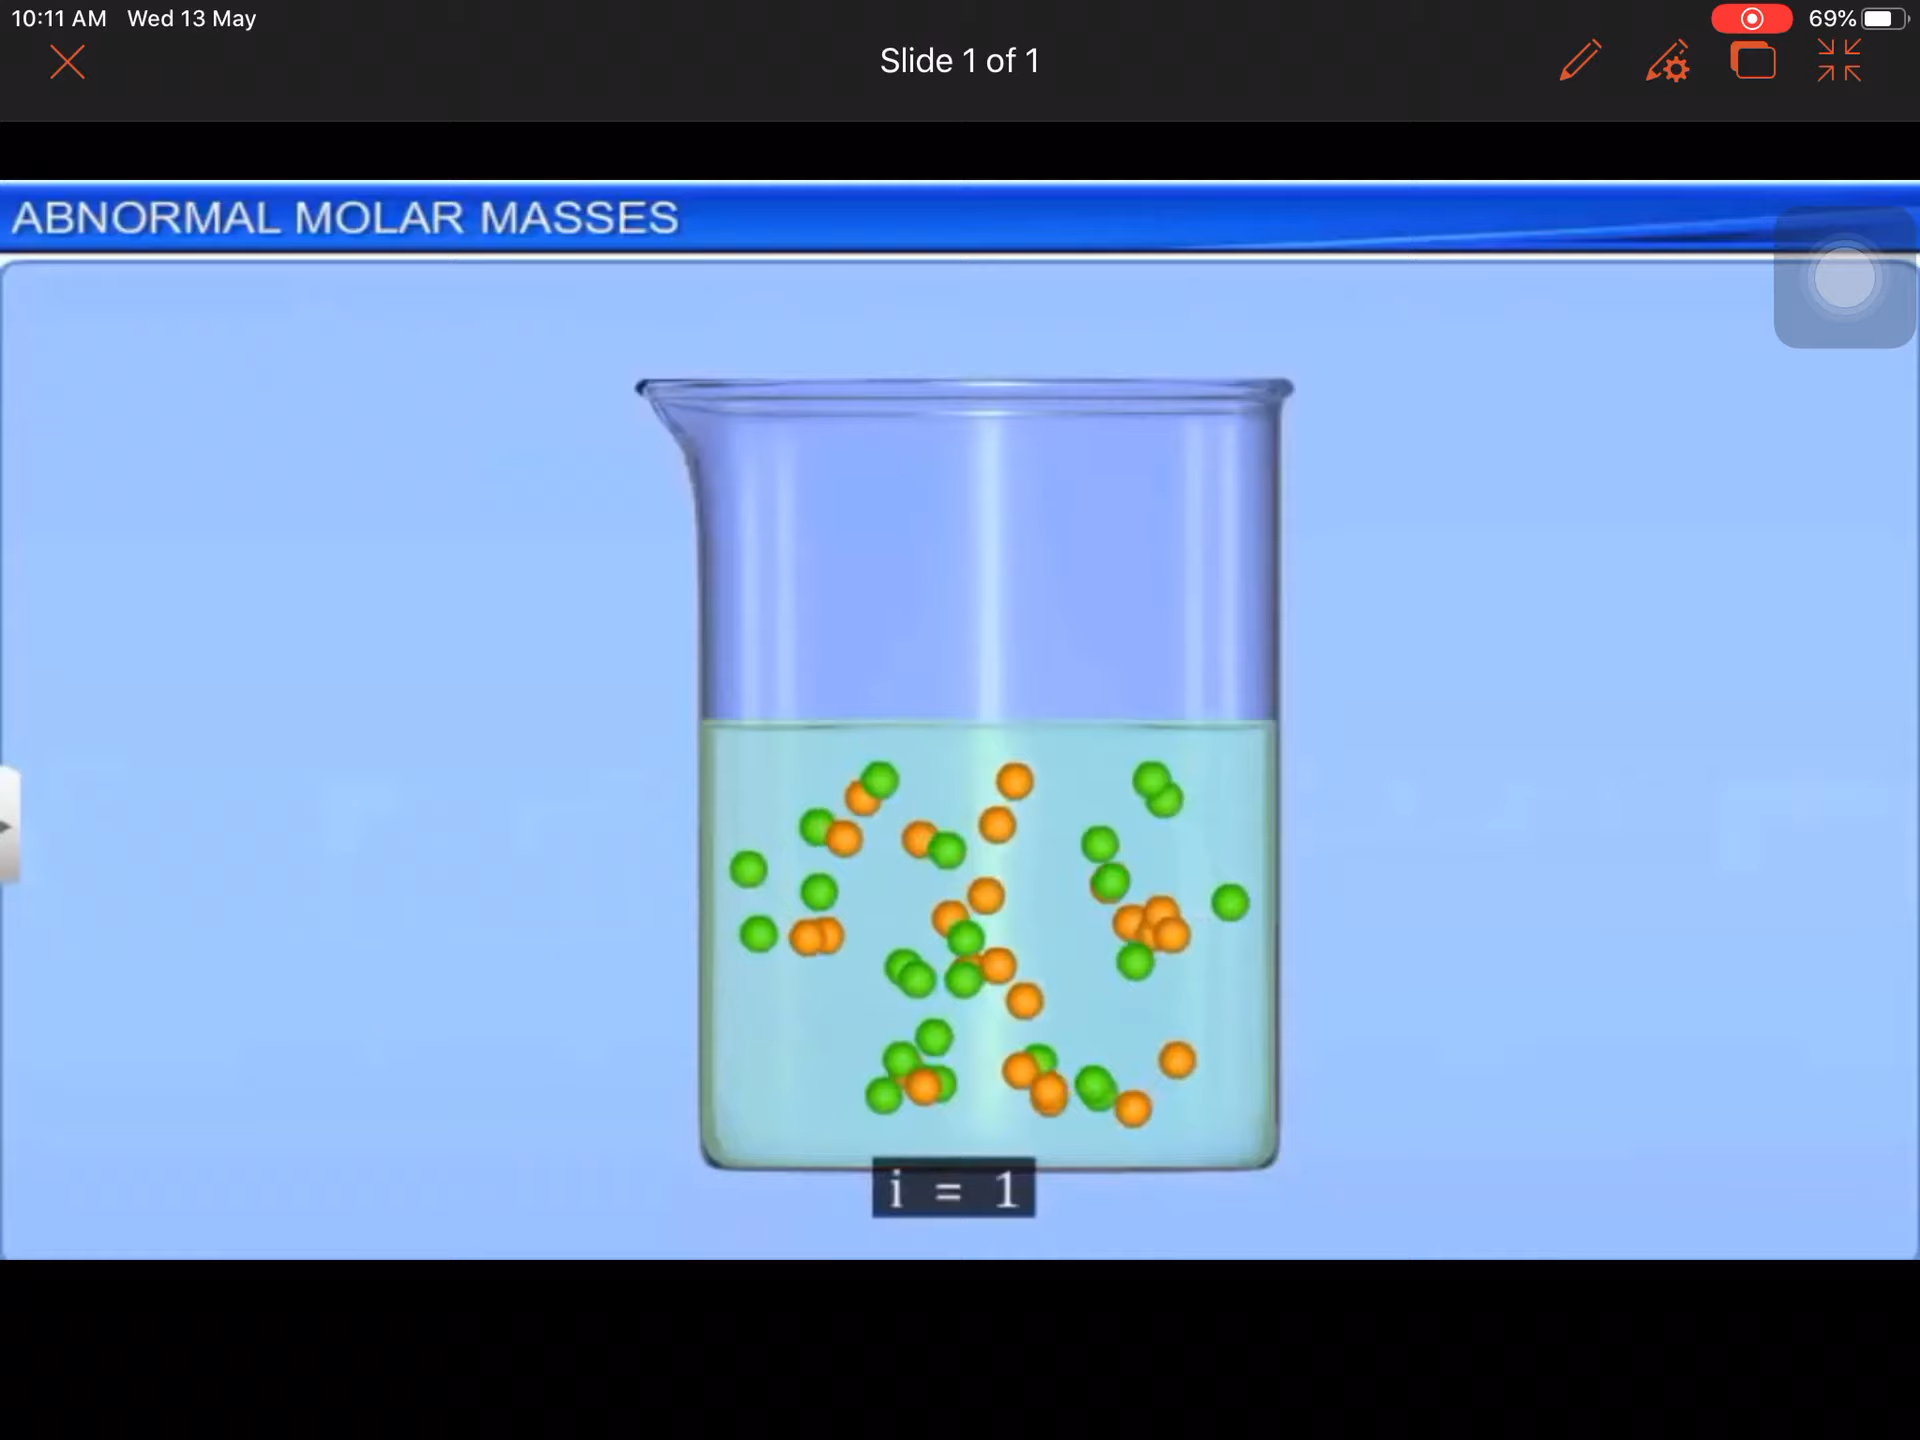 10:11 AM Wed 13 May
69%
Slide 1 of 1
ABNORMAL MOLAR MASSES
i = 1